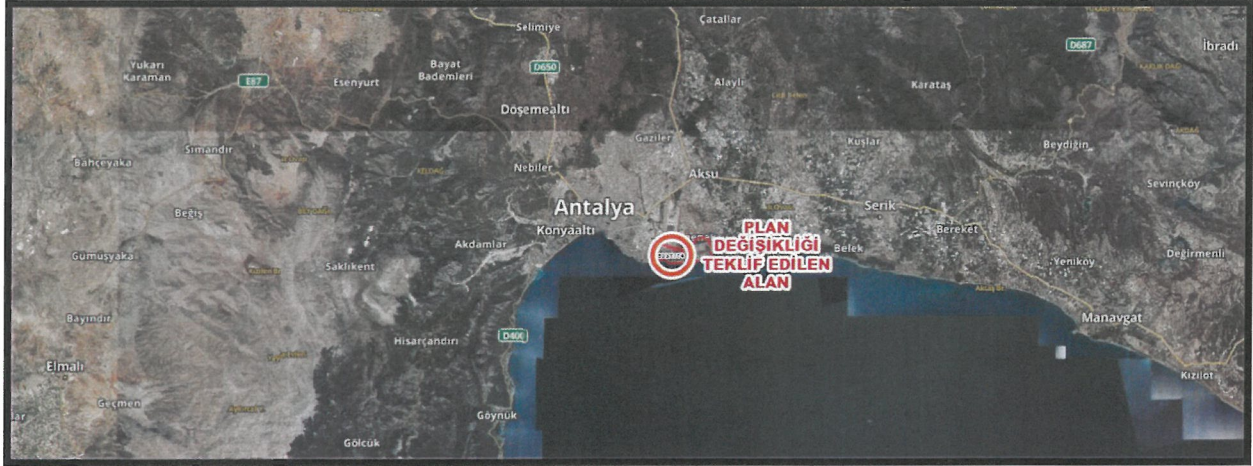 Çatallar
Selimiye
D687
İbradı
Yukarı
Karaman
E87
Esenyurt
Bayat
Bademleri
D650
Alaylı
Karataş
Döşemealtı
Gaziler
Kuşlar
Beydiğin
Bahçeyaka
Simandır
Nebiler
Aksu
Sevinçköy
Beğiş
Antalya
Serik
Konyaaltı
PLAN
DEĞİŞİKLİĞİ
TEKLİF EDİLEN
ALAN
Bereket
Gümüşyaka
Akdamlar
Belek
Değirmenli
Saklıkent
Yeniköy
Bayındır
D400
Hisarçandırı
Manavgat
Elmalı
Kızılot
Geçmen
Göynük
lar
Gölcük